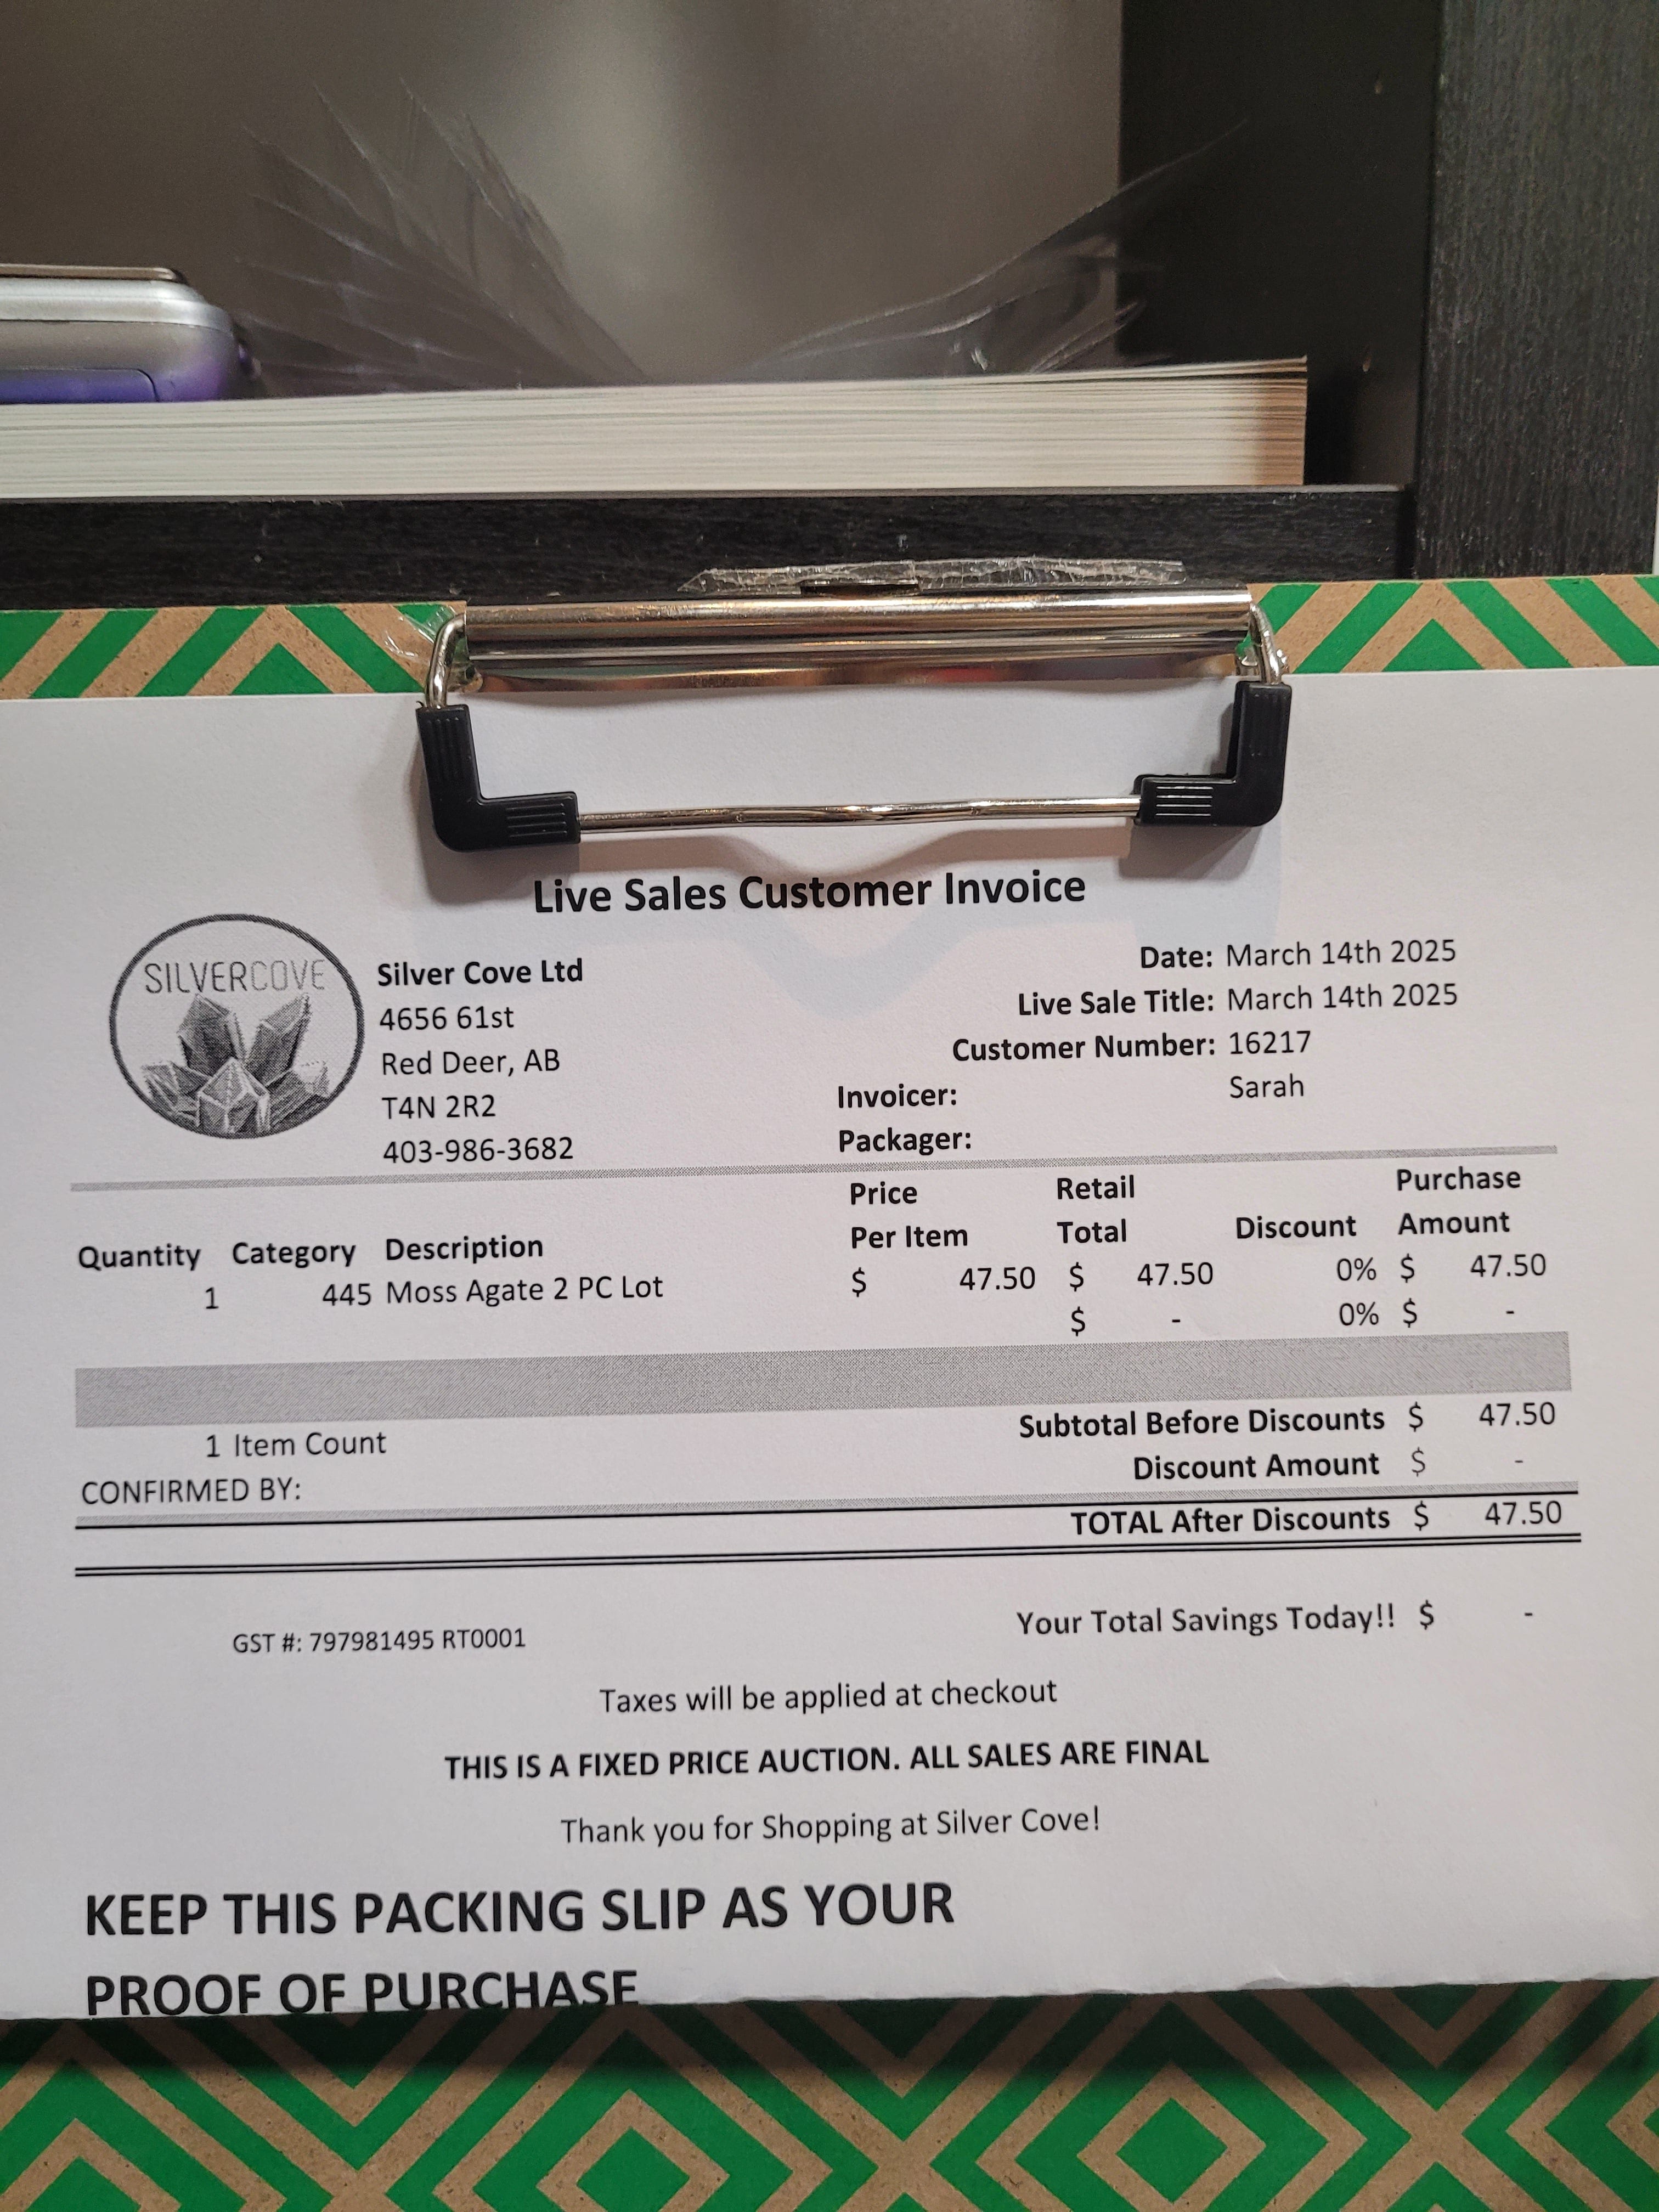 Live Sales Customer Invoice
SILVERCOVE
Silver Cove Ltd
4656 61st
Red Deer, AB
T4N 2R2
403-986-3682
Date: March 14th 2025
Live Sale Title: March 14th 2025
Customer Number: 16217
Invoicer: Sarah
Packager:
Quantity Category Description Price Per Item Retail Total Discount Purchase Amount
1 445 Moss Agate 2 PC Lot $ 47.50 $ 47.50 0% $ 47.50
$ - 0% $ -
1 Item Count
CONFIRMED BY:
Subtotal Before Discounts $ 47.50
Discount Amount $ -
TOTAL After Discounts $ 47.50
Your Total Savings Today!! $ -
GST #: 797981495 RT0001
Taxes will be applied at checkout
THIS IS A FIXED PRICE AUCTION. ALL SALES ARE FINAL
Thank you for Shopping at Silver Cove!
KEEP THIS PACKING SLIP AS YOUR
PROOF OF PURCHASE